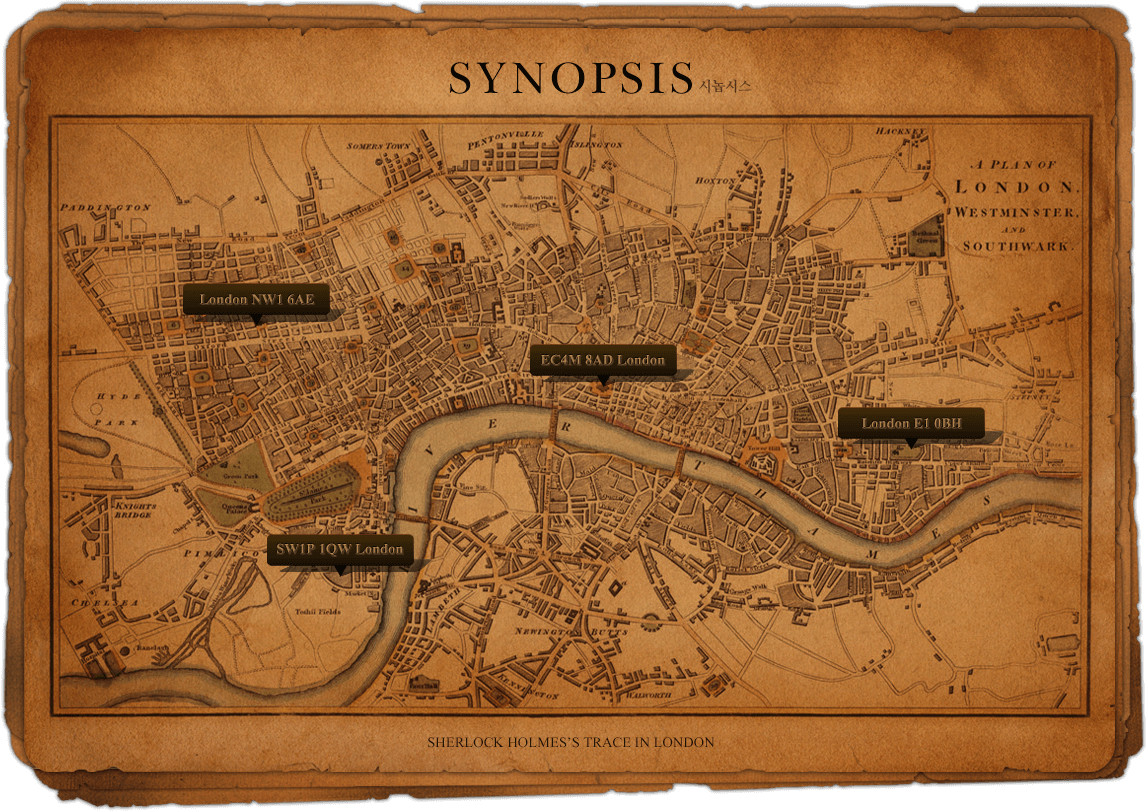 SYNOPSIS 시놉시스
HACKNEY
PENTONVILLE
ISLINGTON
SOMERS TOWN
A PLAN OF
LONDON,
HOXTON
PADDINGTON
WESTMINSTER,
AND
SOUTHWARK.
London NW1 6AE
EC4M 8AD London
HYDE
PARK
London E1 0BH
RIVER THAMES
Green Park
KNIGHTS
BRIDGE
SW1P 1QW London
PIMLICO
CHELSEA
Tothil Fields
NEWINGTON BUTTS
KENNINGTON
WALWORTH
SHERLOCK HOLMES'S TRACE IN LONDON